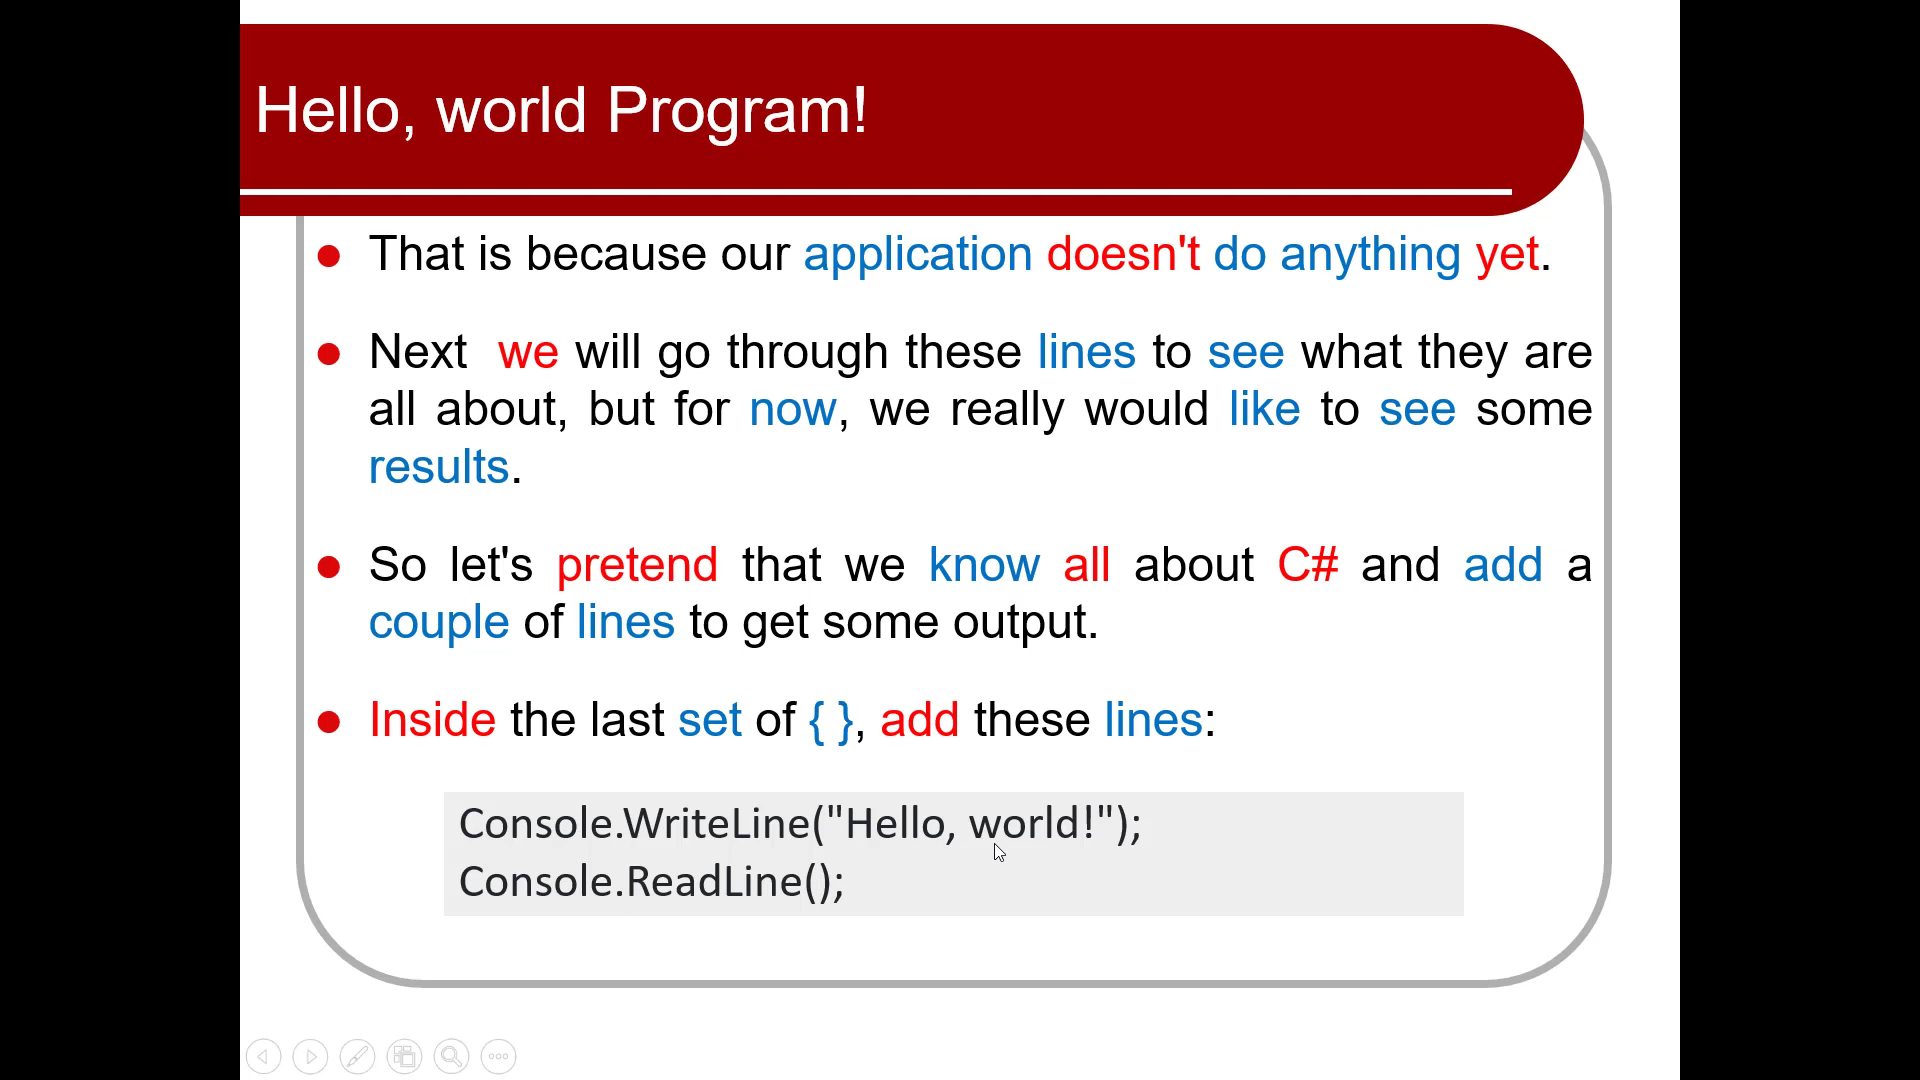 Hello, world Program!
That is because our application doesn't do anything yet.
Next we will go through these lines to see what they are
all about, but for now, we really would like to see some
results.
So let's pretend that we know all about C# and add a
couple of lines to get some output.
Inside the last set of { }, add these lines:
Console.WriteLine("Hello, world!");
Console.ReadLine();